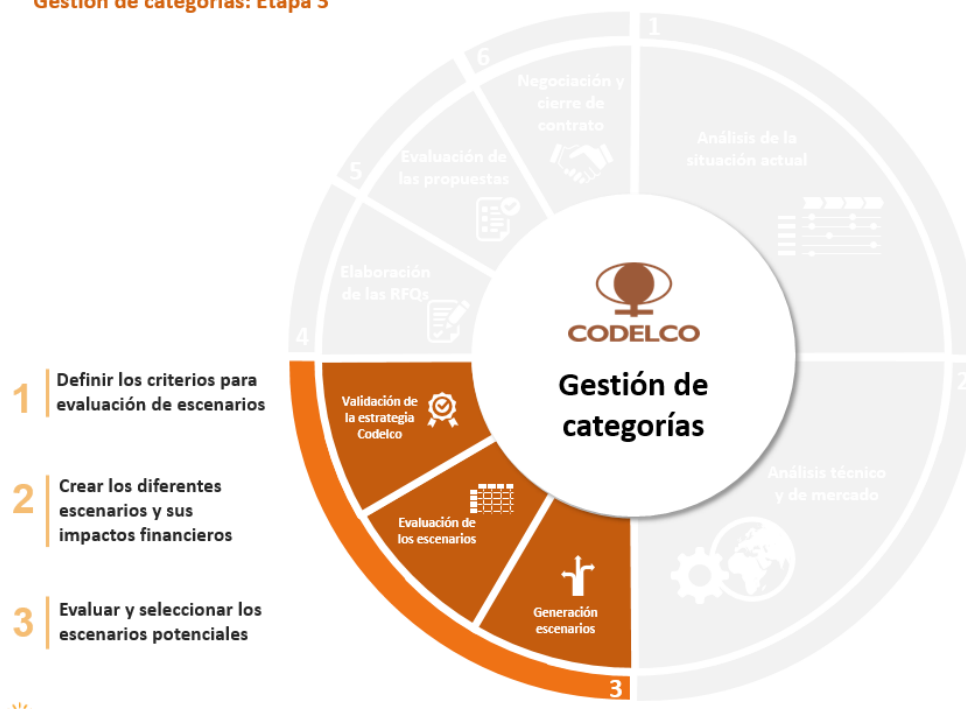 Gestión de categorías: Etapa 3
1
6
Negociación y
cierre de
contrato
Análisis de la
situación actual
5
Evaluación de
las propuestas
Elaboración
de las RFQs
4
CODELCO
Gestión de
categorías
2
Análisis técnico
y de mercado
1
Definir los criterios para
evaluación de escenarios
Validación de
la estrategia
Codelco
2
Crear los diferentes
escenarios y sus
impactos financieros
Evaluación de
los escenarios
3
Evaluar y seleccionar los
escenarios potenciales
Generación
escenarios
3